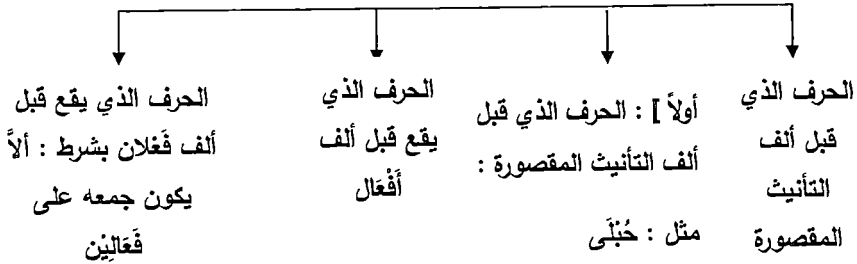 الحرف الذي
قبل ألف
التأنيث
المقصورة
أولاً ] : الحرف الذي قبل
ألف التأنيث المقصورة :
مثل : حُبْلَى
الحرف الذي
يقع قبل ألف
أَفْعَال
الحرف الذي يقع قبل
ألف فَعْلان بشرط : ألاَّ
يكون جمعه على
فَعَالِيْن